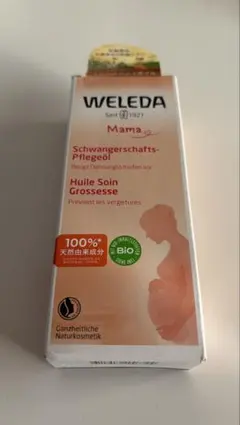 WELEDA
Seit 1921
Mama
Schwangerschafts-
Pflegeöl
Huile Soin
Grossesse
Prévient les vergetures
100%*
天然由来成分
BIO
Ganzheitliche
Naturkosmetik